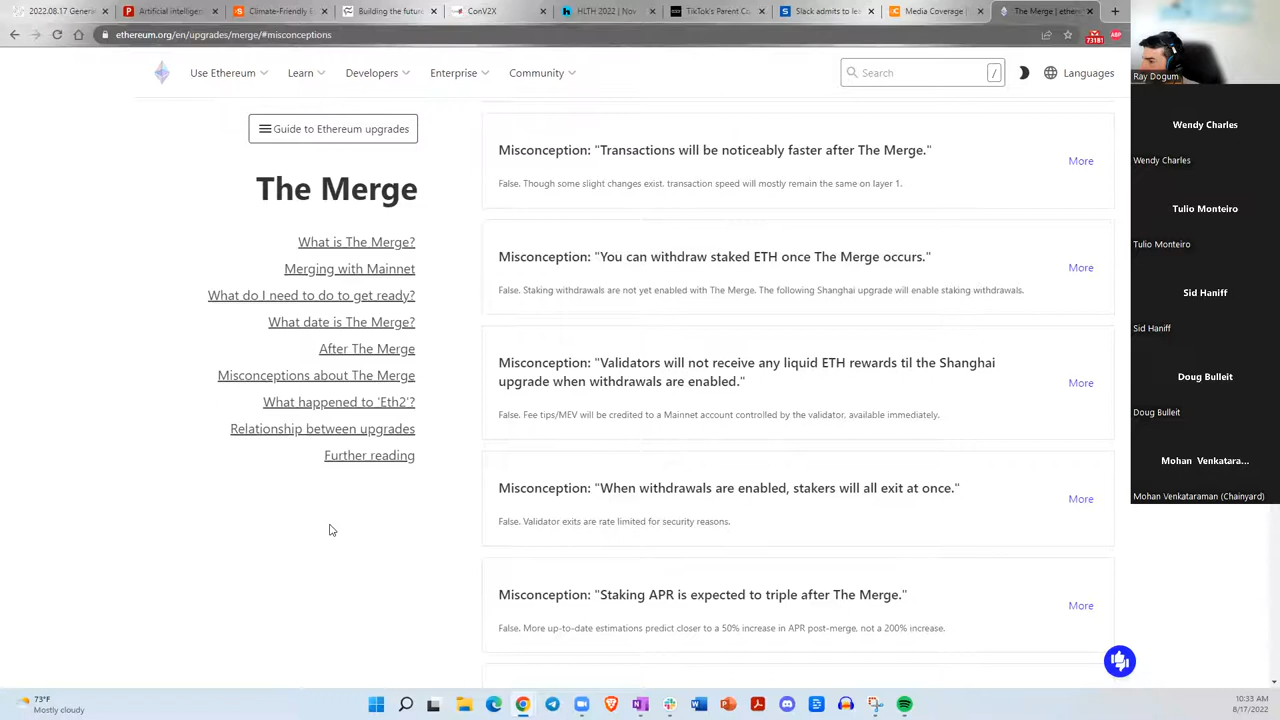 2022.08.17 Generic
Artificial intelligenc
Climate-Friendly
Building the future
ConV2X
HLTH 2022 | Nov
TikTok's Parent C
Slack admits to le
Media Coverage -
The Merge | ether
ethereum.org/en/upgrades/merge/#misconceptions
73181
ABP
Use Ethereum
Learn
Developers
Enterprise
Community
Search
/
Languages
Guide to Ethereum upgrades
The Merge
What is The Merge?
Merging with Mainnet
What do I need to do to get ready?
What date is The Merge?
After The Merge
Misconceptions about The Merge
What happened to 'Eth2'?
Relationship between upgrades
Further reading
Misconception: "Transactions will be noticeably faster after The Merge."
False. Though some slight changes exist, transaction speed will mostly remain the same on layer 1.
More
Misconception: "You can withdraw staked ETH once The Merge occurs."
False. Staking withdrawals are not yet enabled with The Merge. The following Shanghai upgrade will enable staking withdrawals.
More
Misconception: "Validators will not receive any liquid ETH rewards til the Shanghai
upgrade when withdrawals are enabled."
False. Fee tips/MEV will be credited to a Mainnet account controlled by the validator, available immediately.
More
Misconception: "When withdrawals are enabled, stakers will all exit at once."
False. Validator exits are rate limited for security reasons.
More
Misconception: "Staking APR is expected to triple after The Merge."
False. More up-to-date estimations predict closer to a 50% increase in APR post-merge, not a 200% increase.
More
Ray Dogum
Wendy Charles
Wendy Charles
Tulio Monteiro
Tulio Monteiro
Sid Haniff
Sid Haniff
Doug Bulleit
Doug Bulleit
Mohan Venkatara...
Mohan Venkataraman (Chainyard)
73°F
Mostly cloudy
10:33 AM
8/17/2022